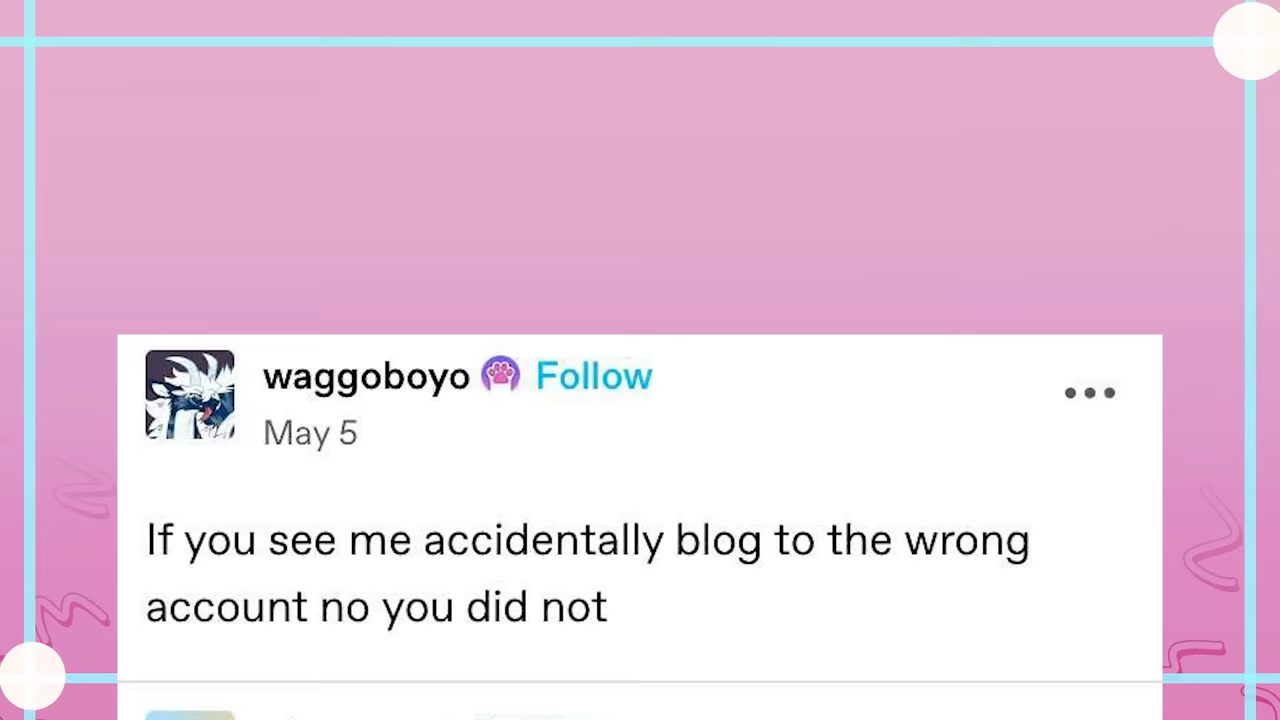 waggoboyo Follow
May 5
If you see me accidentally blog to the wrong
account no you did not